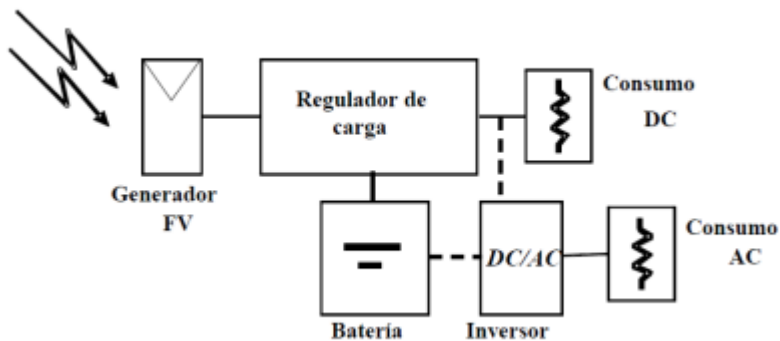 Regulador de
carga
Consumo
DC
Generador
FV
DC/AC
Consumo
AC
Batería
Inversor